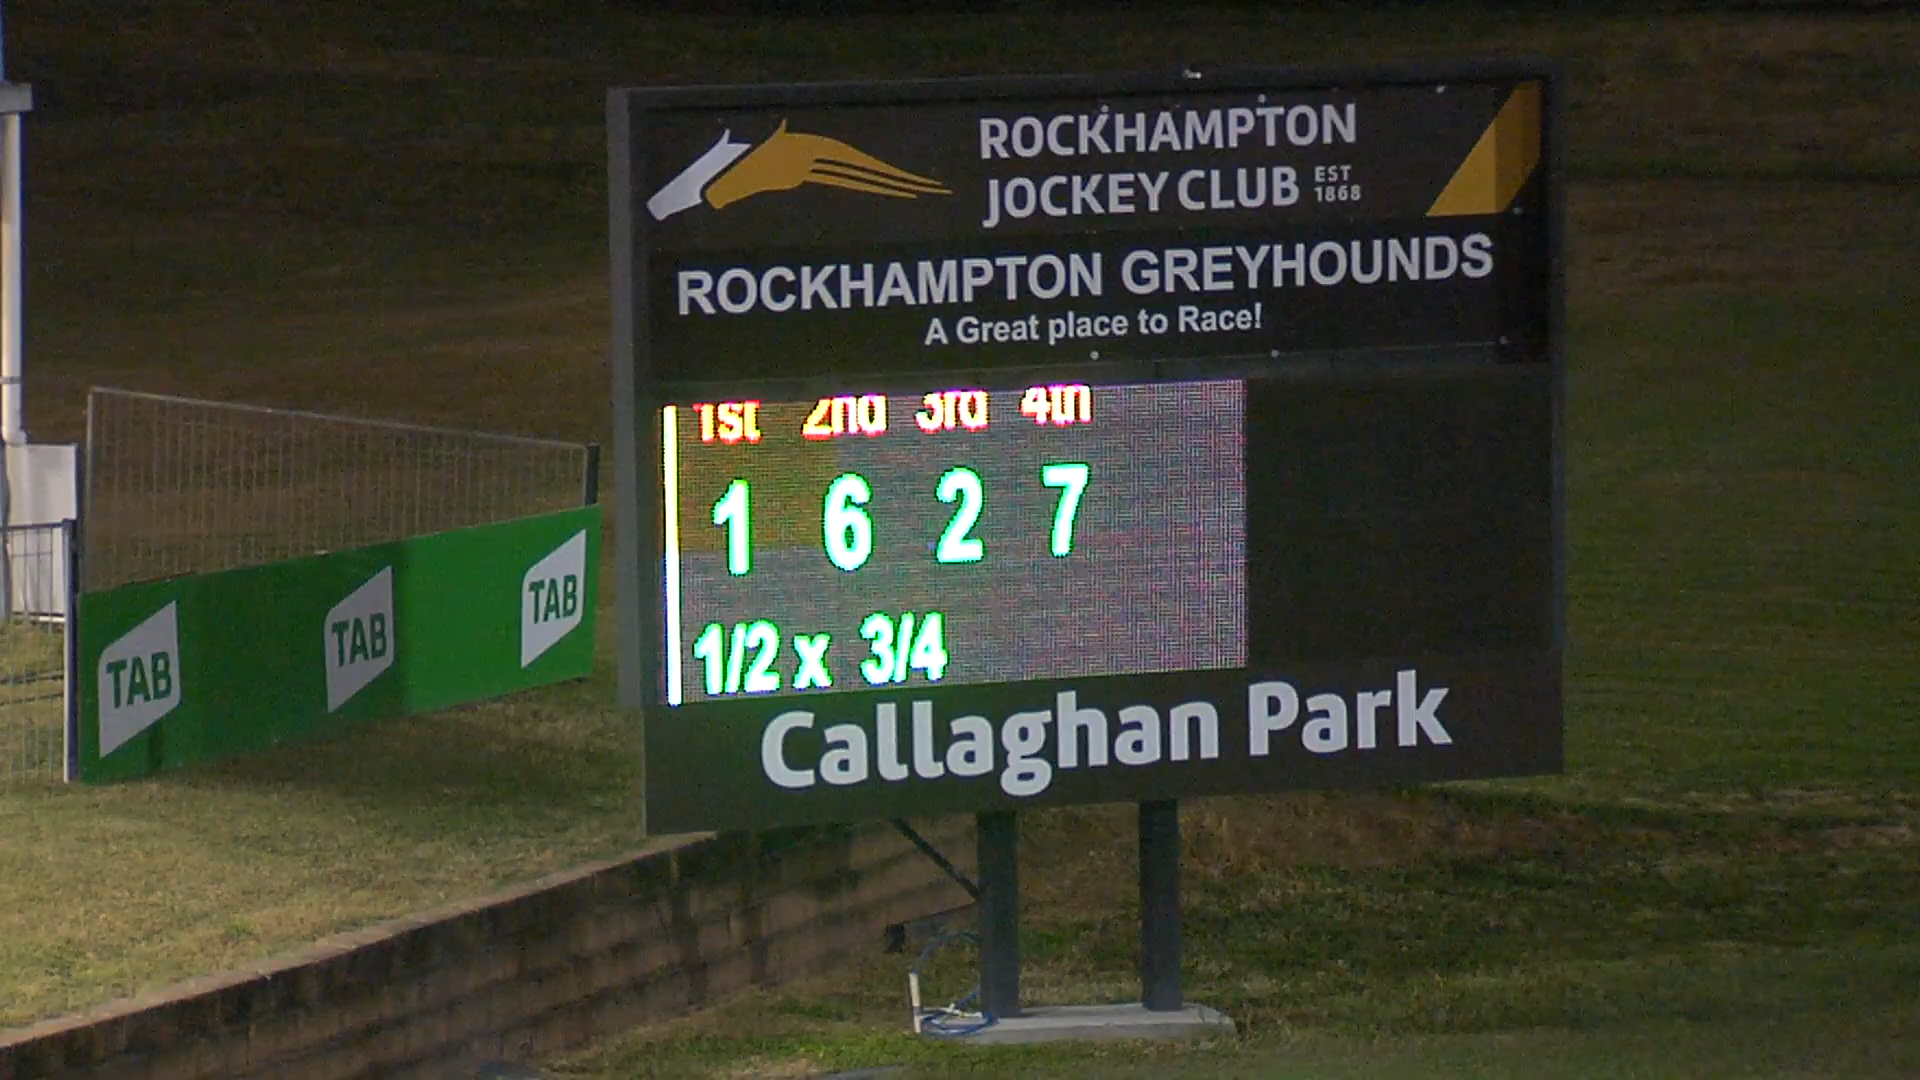 ROCKHAMPTON
JOCKEY CLUB EST 1868
ROCKHAMPTON GREYHOUNDS
A Great place to Race!
1st 2nd 3rd 4th
1 6 2 7
1/2 x 3/4
Callaghan Park
TAB
TAB
TAB